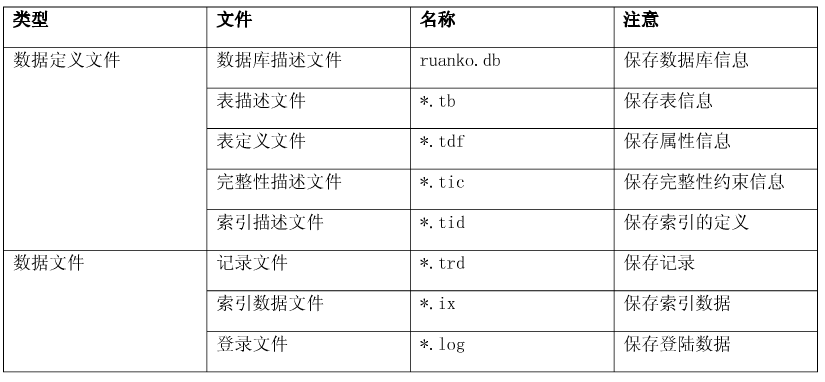 类型 文件 名称 注意
数据定义文件 数据库描述文件 ruanko.db 保存数据库信息
表描述文件 *.tb 保存表信息
表定义文件 *.tdf 保存属性信息
完整性描述文件 *.tic 保存完整性约束信息
索引描述文件 *.tid 保存索引的定义
数据文件 记录文件 *.trd 保存记录
索引数据文件 *.ix 保存索引数据
登录文件 *.log 保存登陆数据